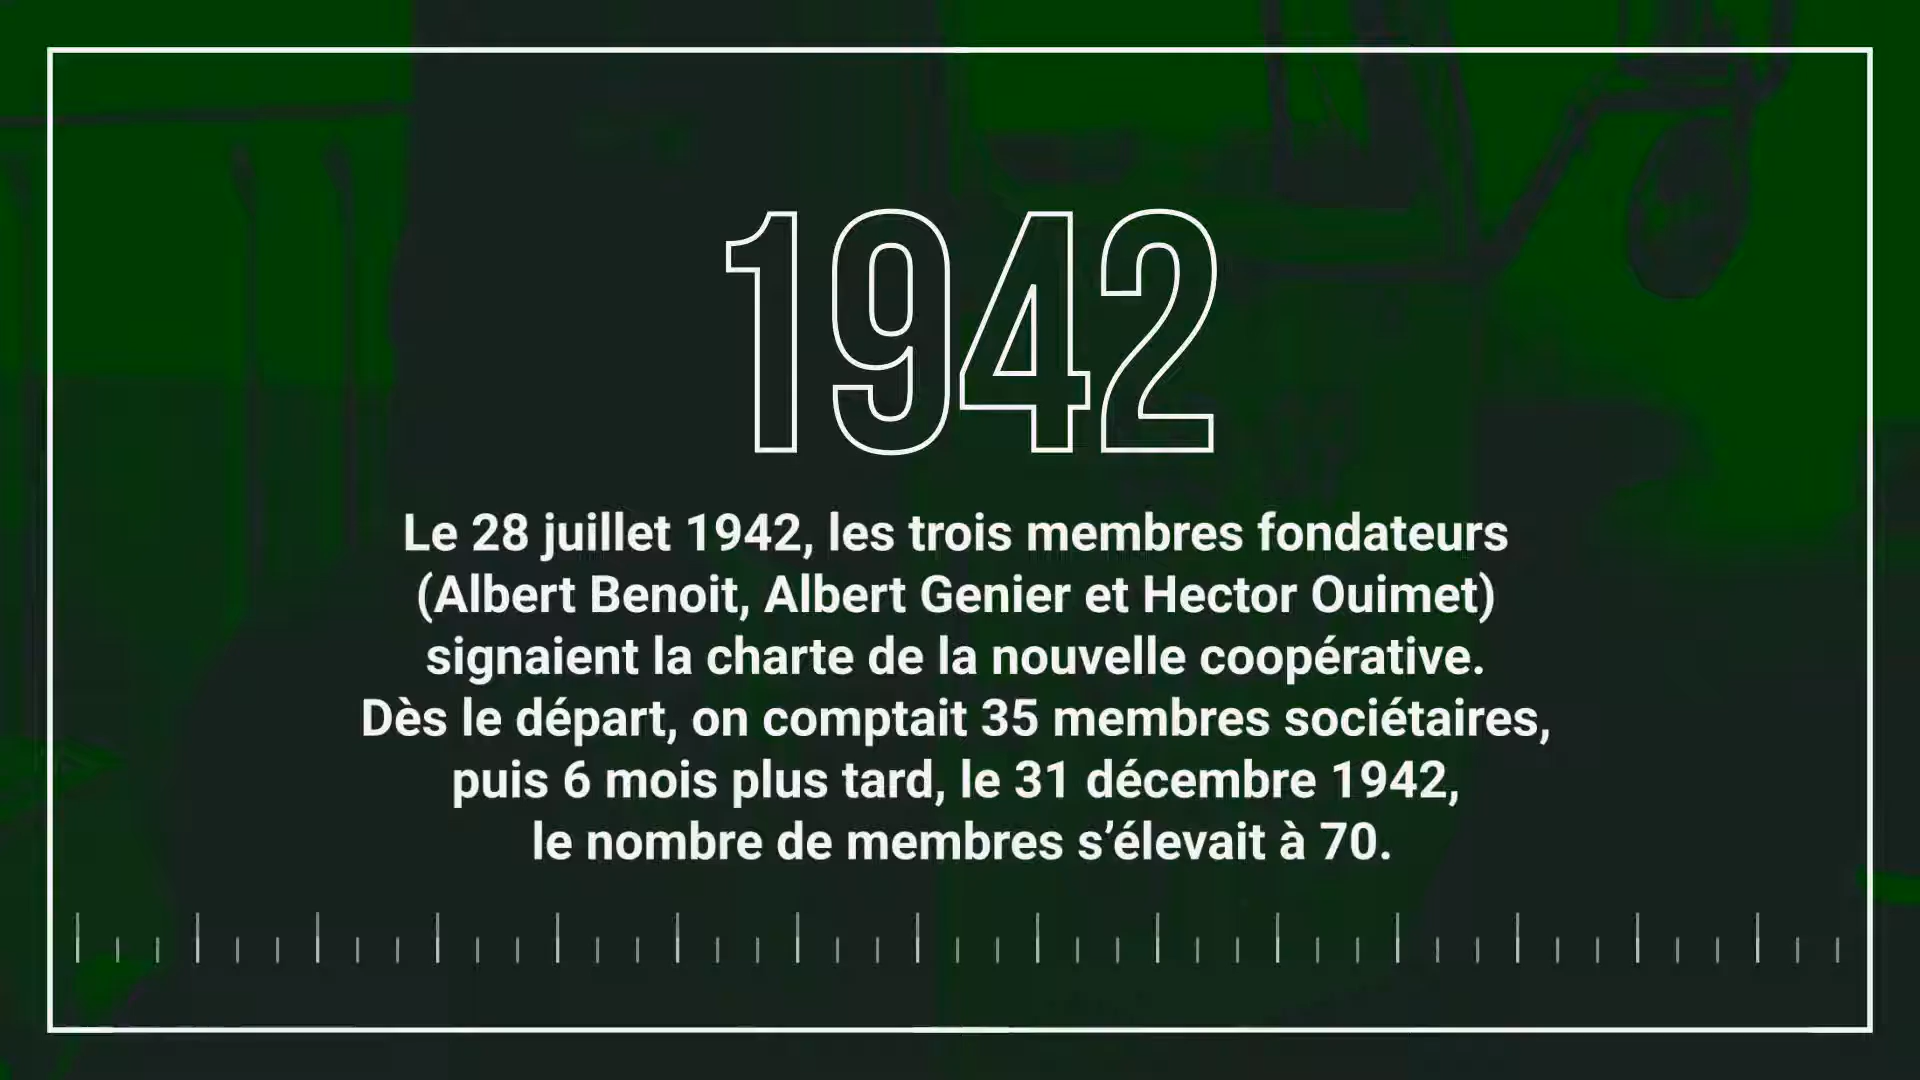 1942
Le 28 juillet 1942, les trois membres fondateurs
(Albert Benoit, Albert Genier et Hector Ouimet)
signaient la charte de la nouvelle coopérative.
Dès le départ, on comptait 35 membres sociétaires,
puis 6 mois plus tard, le 31 décembre 1942,
le nombre de membres s’élevait à 70.